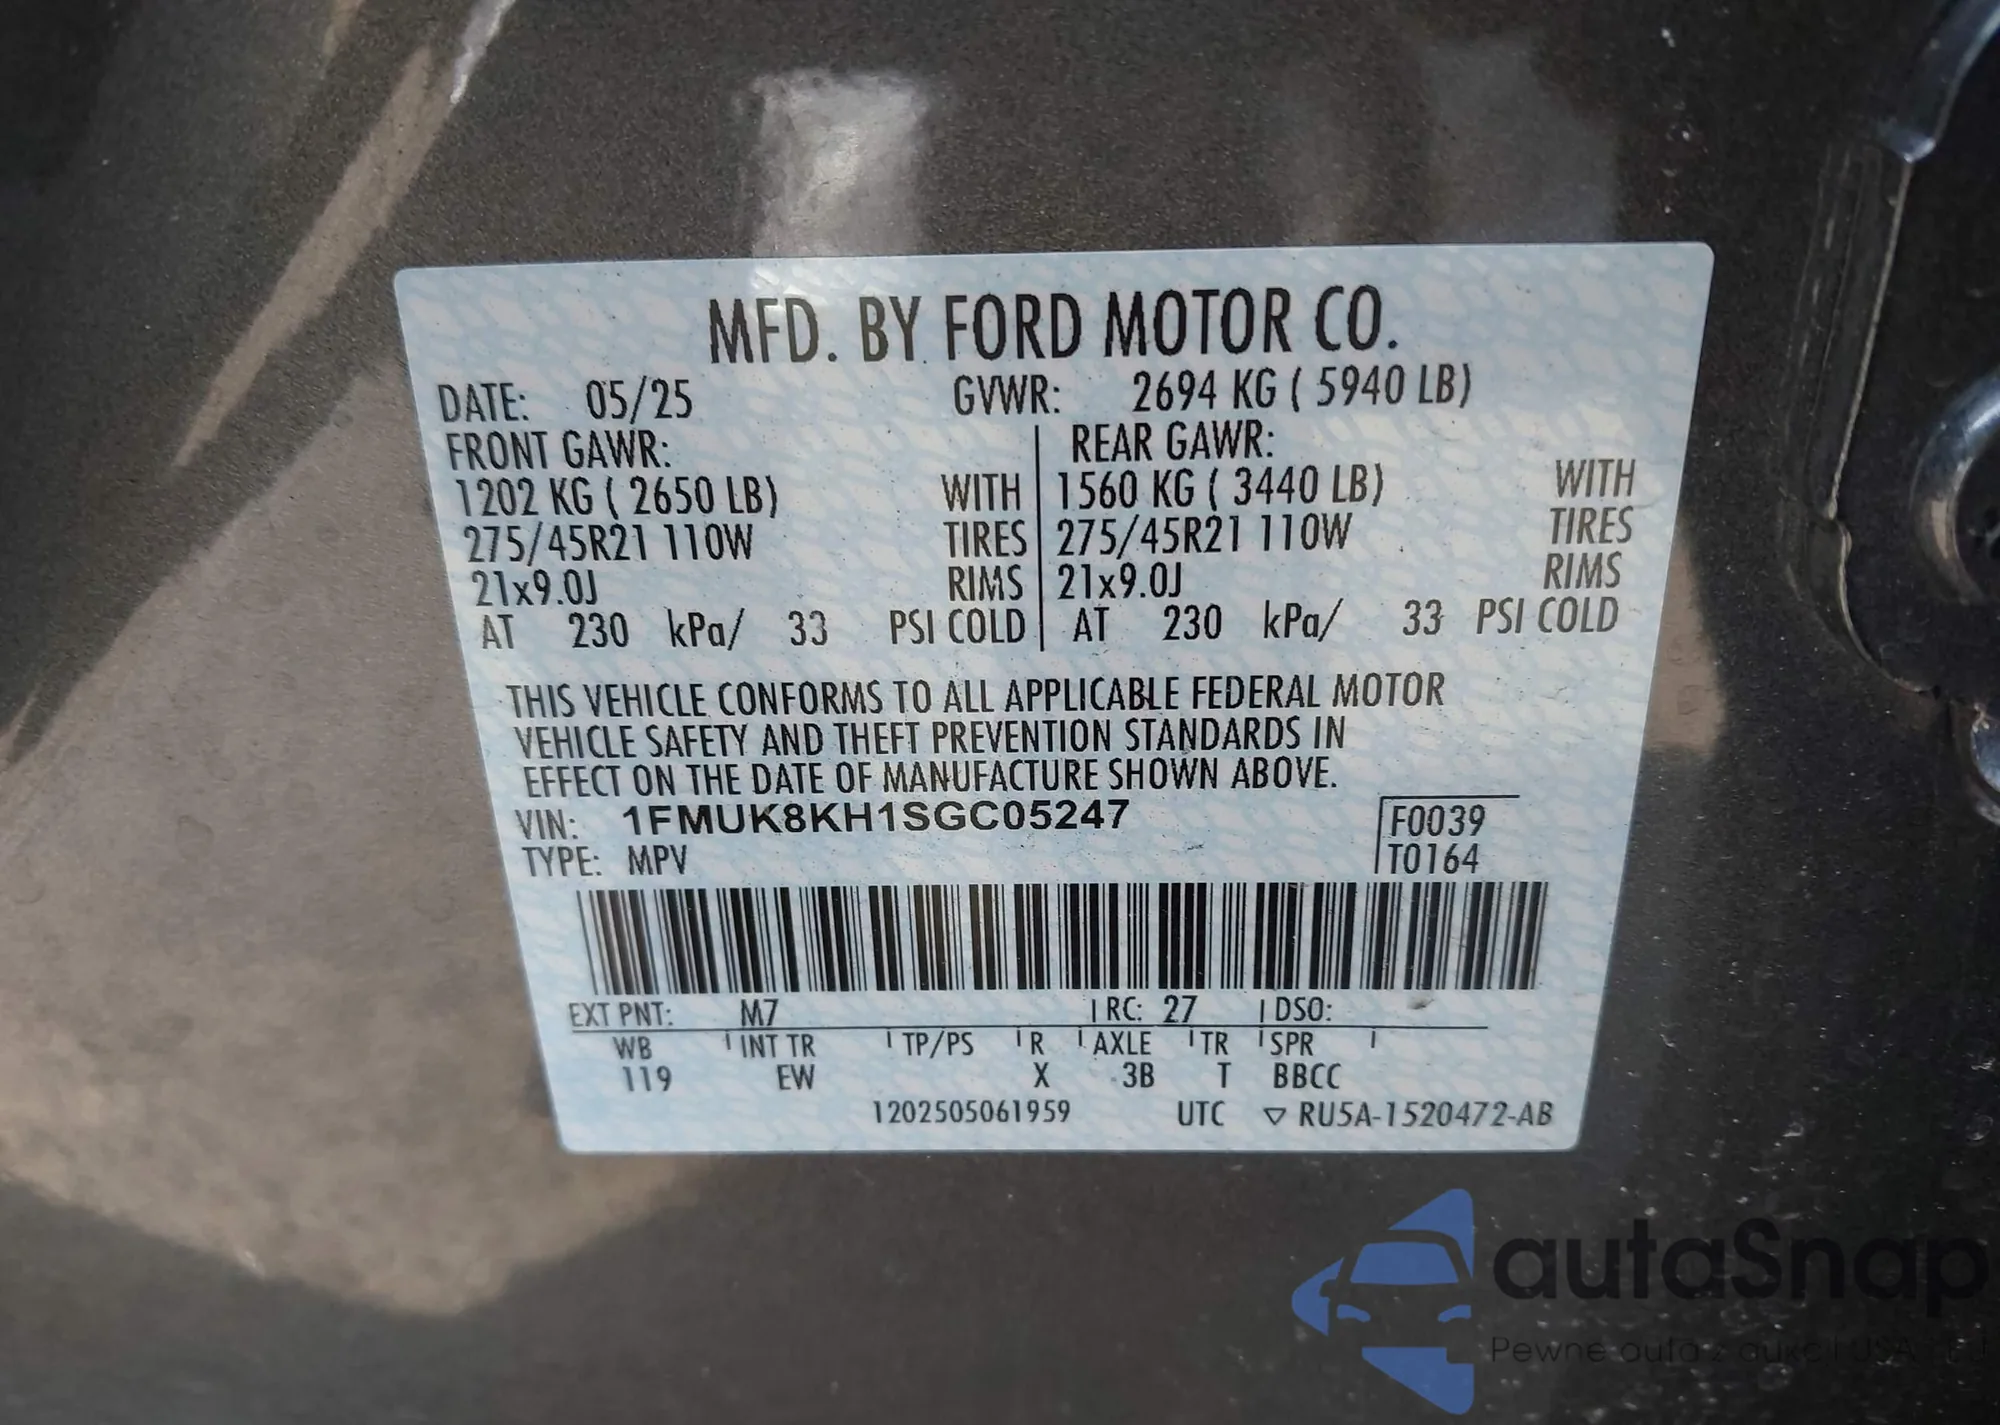 MFD. BY FORD MOTOR CO.
DATE: 05/25 GVWR: 2694 KG ( 5940 LB)
FRONT GAWR: REAR GAWR:
1202 KG ( 2650 LB) WITH 1560 KG ( 3440 LB) WITH
275/45R21 110W TIRES 275/45R21 110W TIRES
21x9.0J RIMS 21x9.0J RIMS
AT 230 kPa/ 33 PSI COLD AT 230 kPa/ 33 PSI COLD
THIS VEHICLE CONFORMS TO ALL APPLICABLE FEDERAL MOTOR
VEHICLE SAFETY AND THEFT PREVENTION STANDARDS IN
EFFECT ON THE DATE OF MANUFACTURE SHOWN ABOVE.
VIN: 1FMUK8KH1SGC05247 F0039
TYPE: MPV T0164
EXT PNT: M7 RC: 27 DSO:
WB INT TR TP/PS R AXLE TR SPR
119 EW X 3B T BBCC
1202505061959 UTC ▽ RU5A-1520472-AB
autaSnap
Pewne auta z aukcji USA i EU